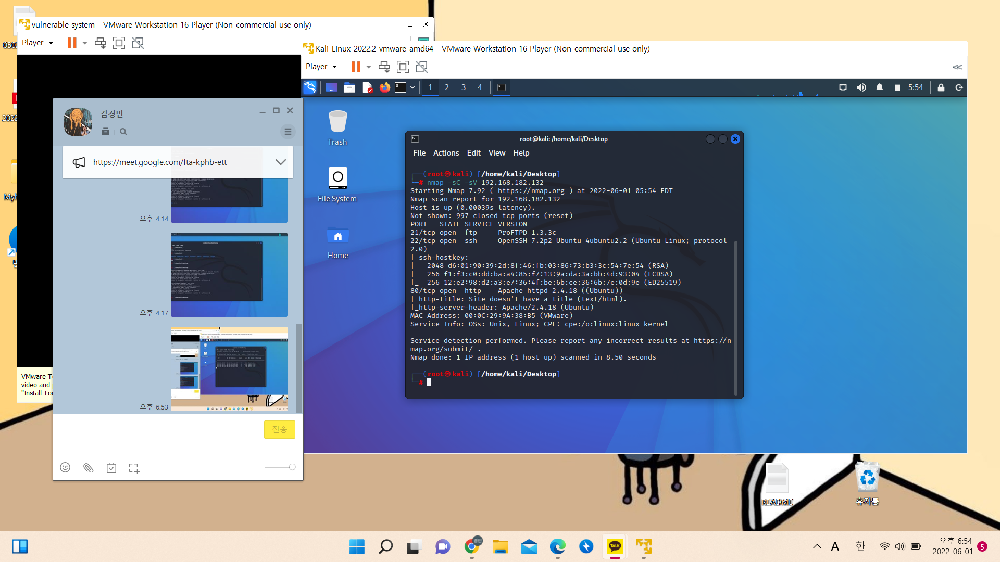 vulnerable system - VMware Workstation 16 Player (Non-commercial use only)
Player
Kali-Linux-2022.2-vmware-amd64 - VMware Workstation 16 Player (Non-commercial use only)
Player
1 2 3 4
5:54
김경민
https://meet.google.com/fta-kphb-ett
오후 4:14
오후 4:17
오후 6:53
전송
VMware
video and
"Install
Trash
File System
Home
root@kali: /home/kali/Desktop
File Actions Edit View Help
┌──(root㉿kali)-[/home/kali/Desktop]
└─# nmap -sC -sV 192.168.182.132
Starting Nmap 7.92 ( https://nmap.org ) at 2022-06-01 05:54 EDT
Nmap scan report for 192.168.182.132
Host is up (0.00039s latency).
Not shown: 997 closed tcp ports (reset)
PORT   STATE SERVICE VERSION
21/tcp open  ftp     ProFTPD 1.3.3c
22/tcp open  ssh     OpenSSH 7.2p2 Ubuntu 4ubuntu2.2 (Ubuntu Linux; protocol
2.0)
| ssh-hostkey:
|   2048 d6:01:90:39:2d:8f:46:fb:03:86:73:b3:3c:54:7e:54 (RSA)
|   256 f1:f3:c0:dd:ba:a4:85:f7:13:9a:da:3a:bb:4d:93:04 (ECDSA)
|_  256 12:e2:98:d2:a3:e7:36:4f:be:6b:ce:36:6b:7e:0d:9e (ED25519)
80/tcp open  http    Apache httpd 2.4.18 ((Ubuntu))
|_http-title: Site doesn't have a title (text/html).
|_http-server-header: Apache/2.4.18 (Ubuntu)
MAC Address: 00:0C:29:9A:38:B5 (VMware)
Service Info: OSs: Unix, Linux; CPE: cpe:/o:linux:linux_kernel
Service detection performed. Please report any incorrect results at https://n
map.org/submit/ .
Nmap done: 1 IP address (1 host up) scanned in 8.50 seconds
┌──(root㉿kali)-[/home/kali/Desktop]
└─#
README
휴지통
경민
TALK
A
한
오후 6:54
2022-06-01
5